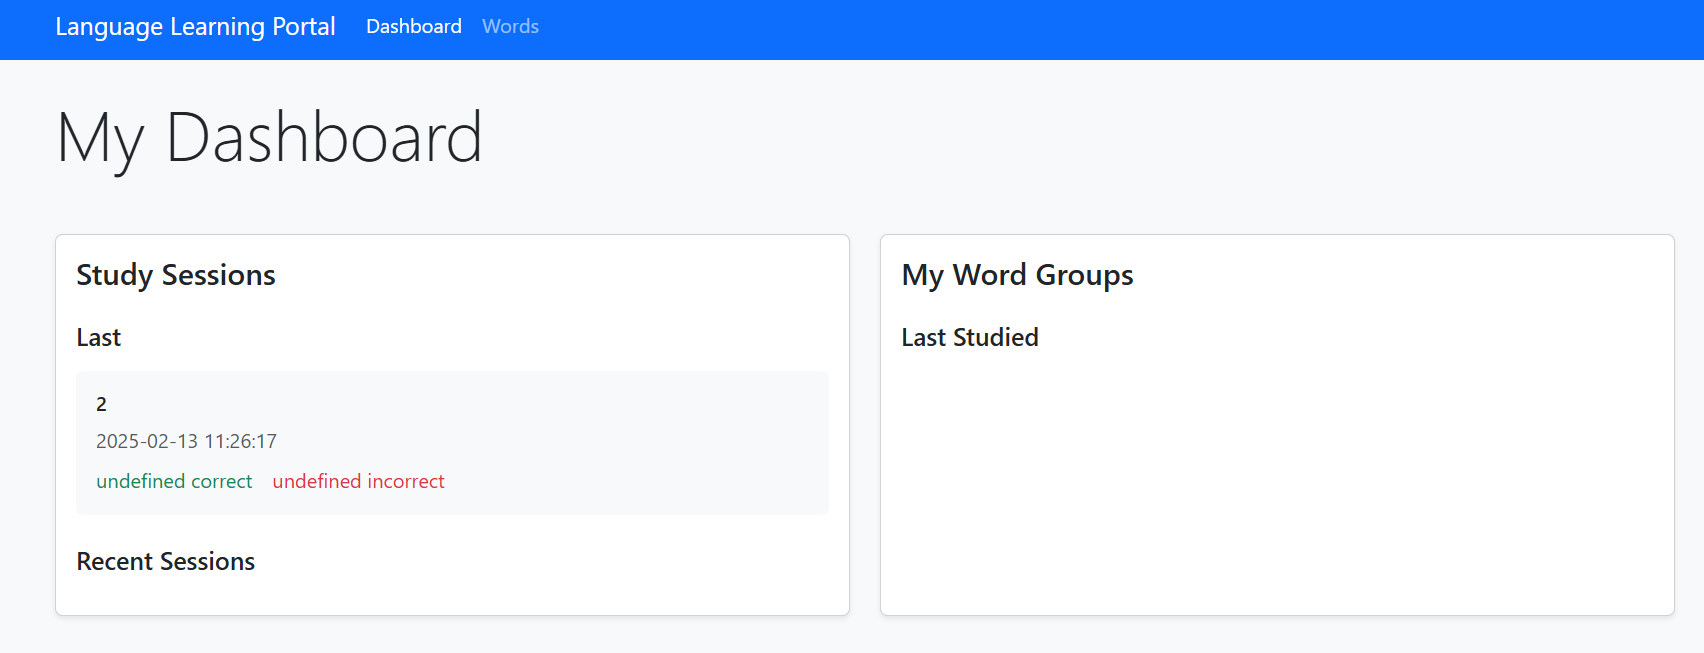 Language Learning Portal Dashboard Words
My Dashboard
Study Sessions
Last
2
2025-02-13 11:26:17
undefined correct undefined incorrect
Recent Sessions
My Word Groups
Last Studied